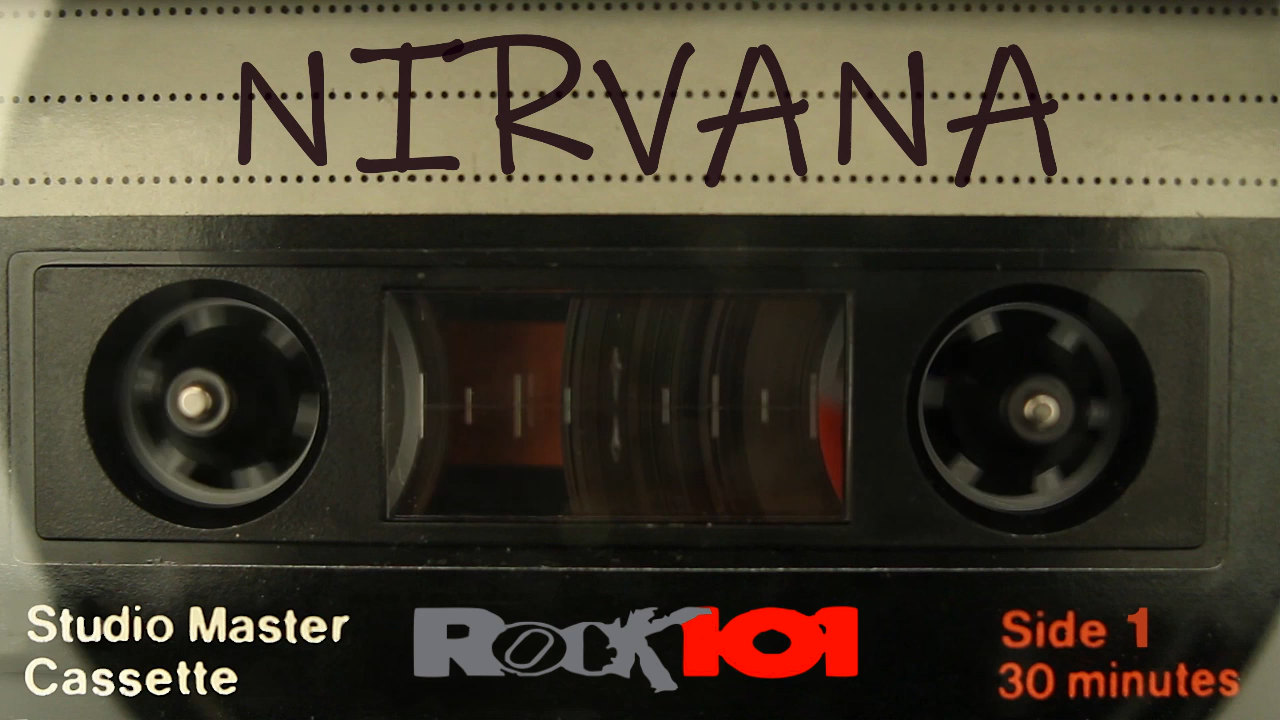 NIRVANA
Studio Master
Cassette
ROCK101
Side 1
30 minutes